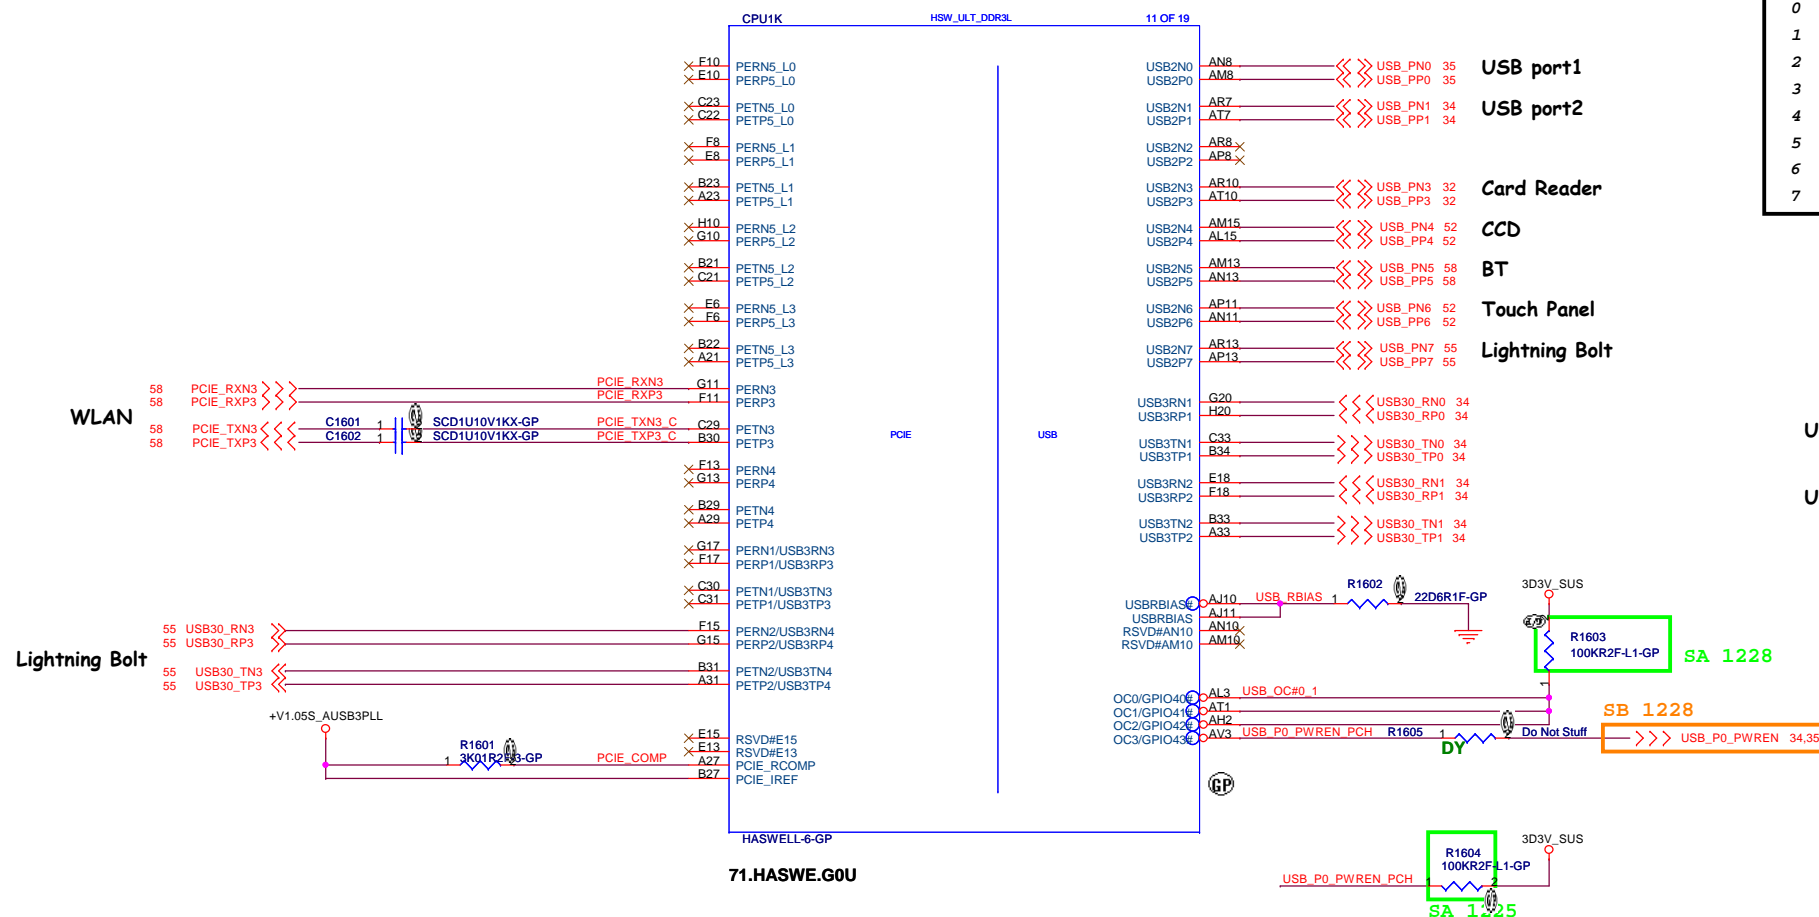 CPU1K HSW_ULT_DDR3L 11 OF 19
0
1
2
3
4
5
6
7
F10 PERN5_L0
E10 PERP5_L0
C23 PETN5_L0
C22 PETP5_L0
F8 PERN5_L1
E8 PERP5_L1
B23 PETN5_L1
A23 PETP5_L1
H10 PERN5_L2
G10 PERP5_L2
B21 PETN5_L2
C21 PETP5_L2
E6 PERN5_L3
F6 PERP5_L3
B22 PETN5_L3
A21 PETP5_L3
WLAN
58 PCIE_RXN3 PCIE_RXN3 G11 PERN3
58 PCIE_RXP3 PCIE_RXP3 F11 PERP3
58 PCIE_TXN3 C1601 1 SCD1U10V1KX-GP PCIE_TXN3_C C29 PETN3
58 PCIE_TXP3 C1602 1 SCD1U10V1KX-GP PCIE_TXP3_C B30 PETP3
F13 PERN4
G13 PERP4
B29 PETN4
A29 PETP4
G17 PERN1/USB3RN3
F17 PERP1/USB3RP3
C30 PETN1/USB3TN3
C31 PETP1/USB3TP3
Lightning Bolt
55 USB30_RN3 F15 PERN2/USB3RN4
55 USB30_RP3 G15 PERP2/USB3RP4
55 USB30_TN3 B31 PETN2/USB3TN4
55 USB30_TP3 A31 PETP2/USB3TP4
+V1.05S_AUSB3PLL
E15 RSVD#E15
E13 RSVD#E13
R1601 1 PCIE_COMP A27 PCIE_RCOMP
B27 PCIE_IREF
PCIE USB
USB2N0 AN8 USB_PN0 35
USB2P0 AM8 USB_PP0 35
USB port1
USB2N1 AR7 USB_PN1 34
USB2P1 AT7 USB_PP1 34
USB port2
USB2N2 AR8
USB2P2 AP8
USB2N3 AR10 USB_PN3 32
USB2P3 AT10 USB_PP3 32
Card Reader
USB2N4 AM15 USB_PN4 52
USB2P4 AL15 USB_PP4 52
CCD
USB2N5 AM13 USB_PN5 58
USB2P5 AN13 USB_PP5 58
BT
USB2N6 AP11 USB_PN6 52
USB2P6 AN11 USB_PP6 52
Touch Panel
USB2N7 AR13 USB_PN7 55
USB2P7 AP13 USB_PP7 55
Lightning Bolt
USB3RN1 G20 USB30_RN0 34
USB3RP1 H20 USB30_RP0 34
USB3TN1 C33 USB30_TN0 34
USB3TP1 B34 USB30_TP0 34
USB3RN2 E18 USB30_RN1 34
USB3RP2 F18 USB30_RP1 34
USB3TN2 B33 USB30_TN1 34
USB3TP2 A33 USB30_TP1 34
U
U
USBRBIAS# AJ10 USB_RBIAS 1 R1602 2 22D6R1F-GP
USBRBIAS AJ11
RSVD#AN10 AN10
RSVD#AM10 AM10
3D3V_SUS
R1603
100KR2F-L1-GP
1
SA 1228
OC0/GPIO40# AL3 USB_OC#0_1
OC1/GPIO41# AT1
OC2/GPIO42# AH2
OC3/GPIO43# AV3 USB_P0_PWREN_PCH R1605 1 DY 2 Do Not Stuff
SB 1228
USB_P0_PWREN 34,35
GP
HASWELL-6-GP
71.HASWE.G0U
3D3V_SUS
R1604
100KR2F-L1-GP
USB_P0_PWREN_PCH 1 2
SA 1225